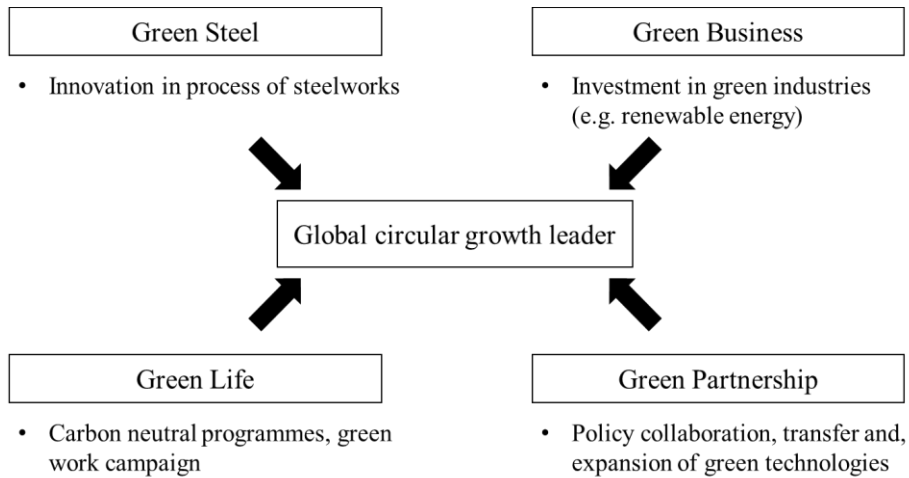 Green Steel
• Innovation in process of steelworks
Green Business
• Investment in green industries
(e.g. renewable energy)
Global circular growth leader
Green Life
• Carbon neutral programmes, green
work campaign
Green Partnership
• Policy collaboration, transfer and,
expansion of green technologies